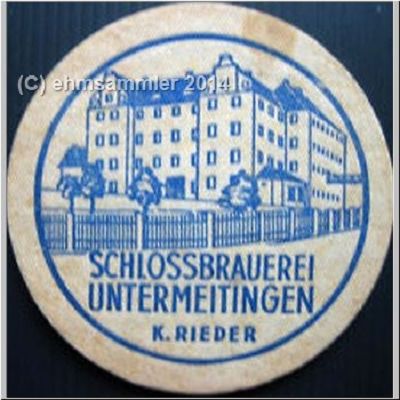 (C) ehmsammler 2014
SCHLOSSBRAUEREI
UNTERMEITINGEN
K. RIEDER